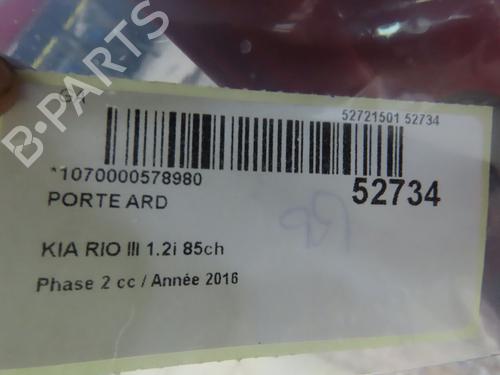 52721501 52734
*1070000578980
52734
PORTE ARD
KIA RIO III 1.2i 85ch
Phase 2 cc / Année 2016
B-PARTS